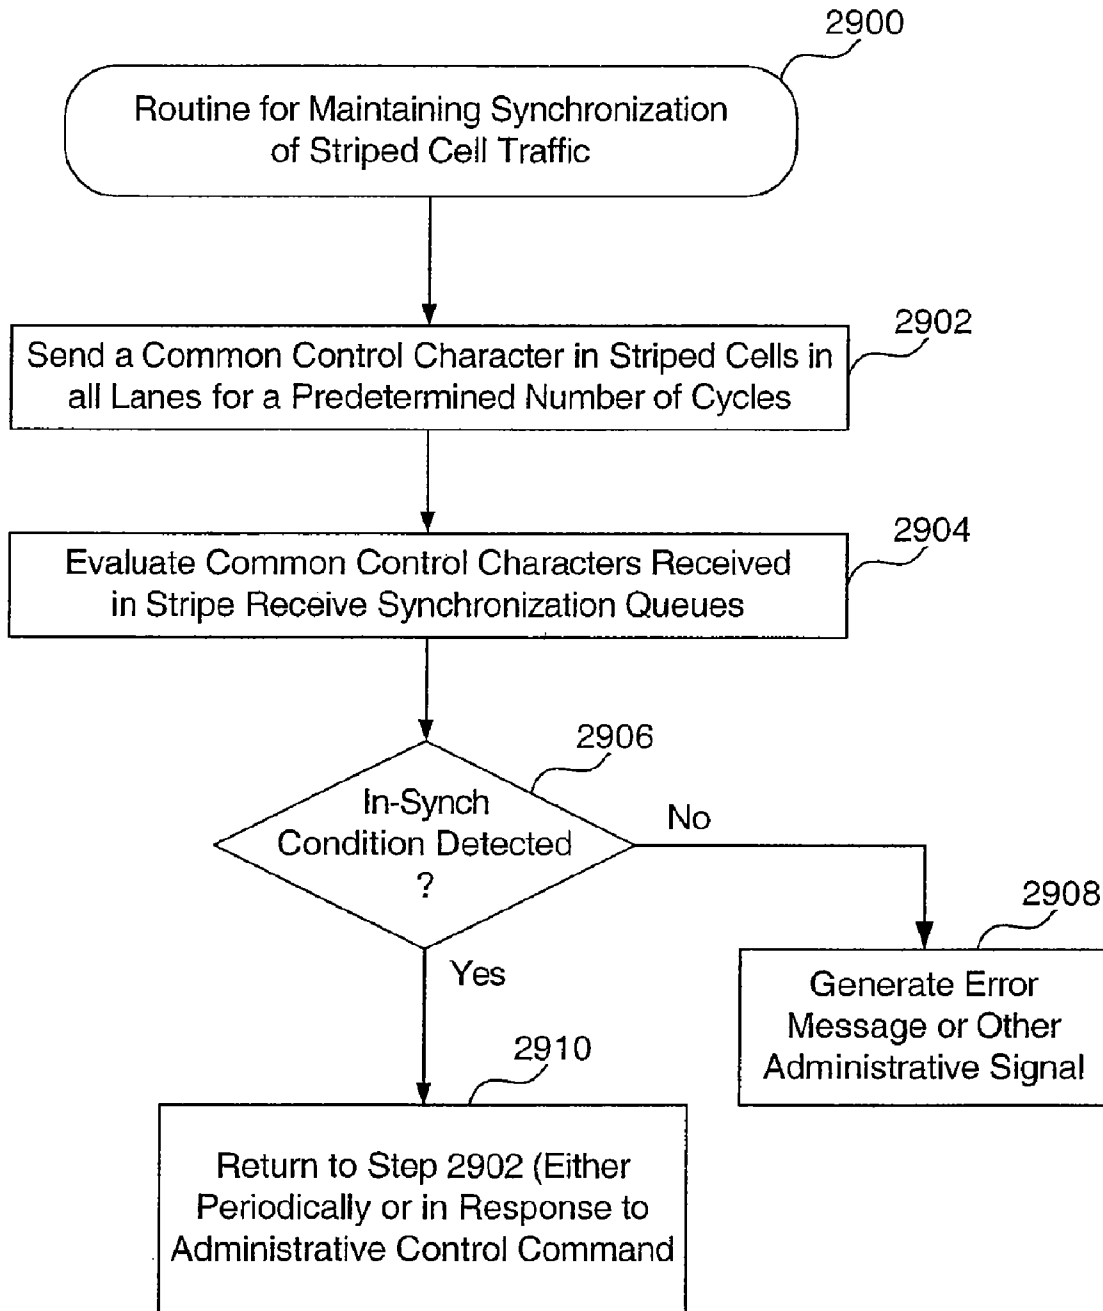 2900
Routine for Maintaining Synchronization
of Striped Cell Traffic
2902
Send a Common Control Character in Striped Cells in
all Lanes for a Predetermined Number of Cycles
2904
Evaluate Common Control Characters Received
in Stripe Receive Synchronization Queues
2906
In-Synch
Condition Detected
?
No
Yes
2908
Generate Error
Message or Other
Administrative Signal
2910
Return to Step 2902 (Either
Periodically or in Response to
Administrative Control Command